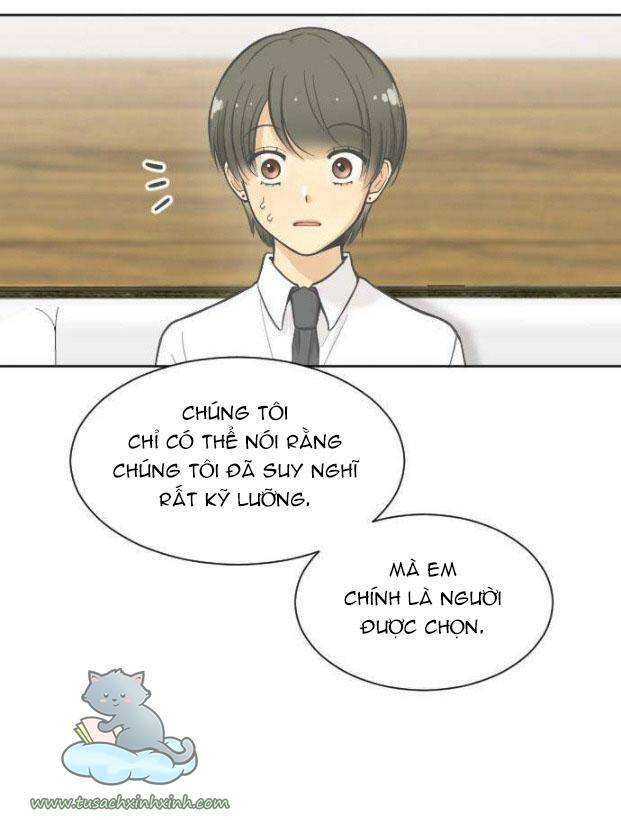 CHÚNG TÔI
CHỈ CÓ THỂ NÓI RẰNG
CHÚNG TÔI ĐÃ SUY NGHĨ
RẤT KỸ LƯỠNG.
MÀ EM
CHÍNH LÀ NGƯỜI
ĐƯỢC CHỌN.
www.tusachxinhxinh.com